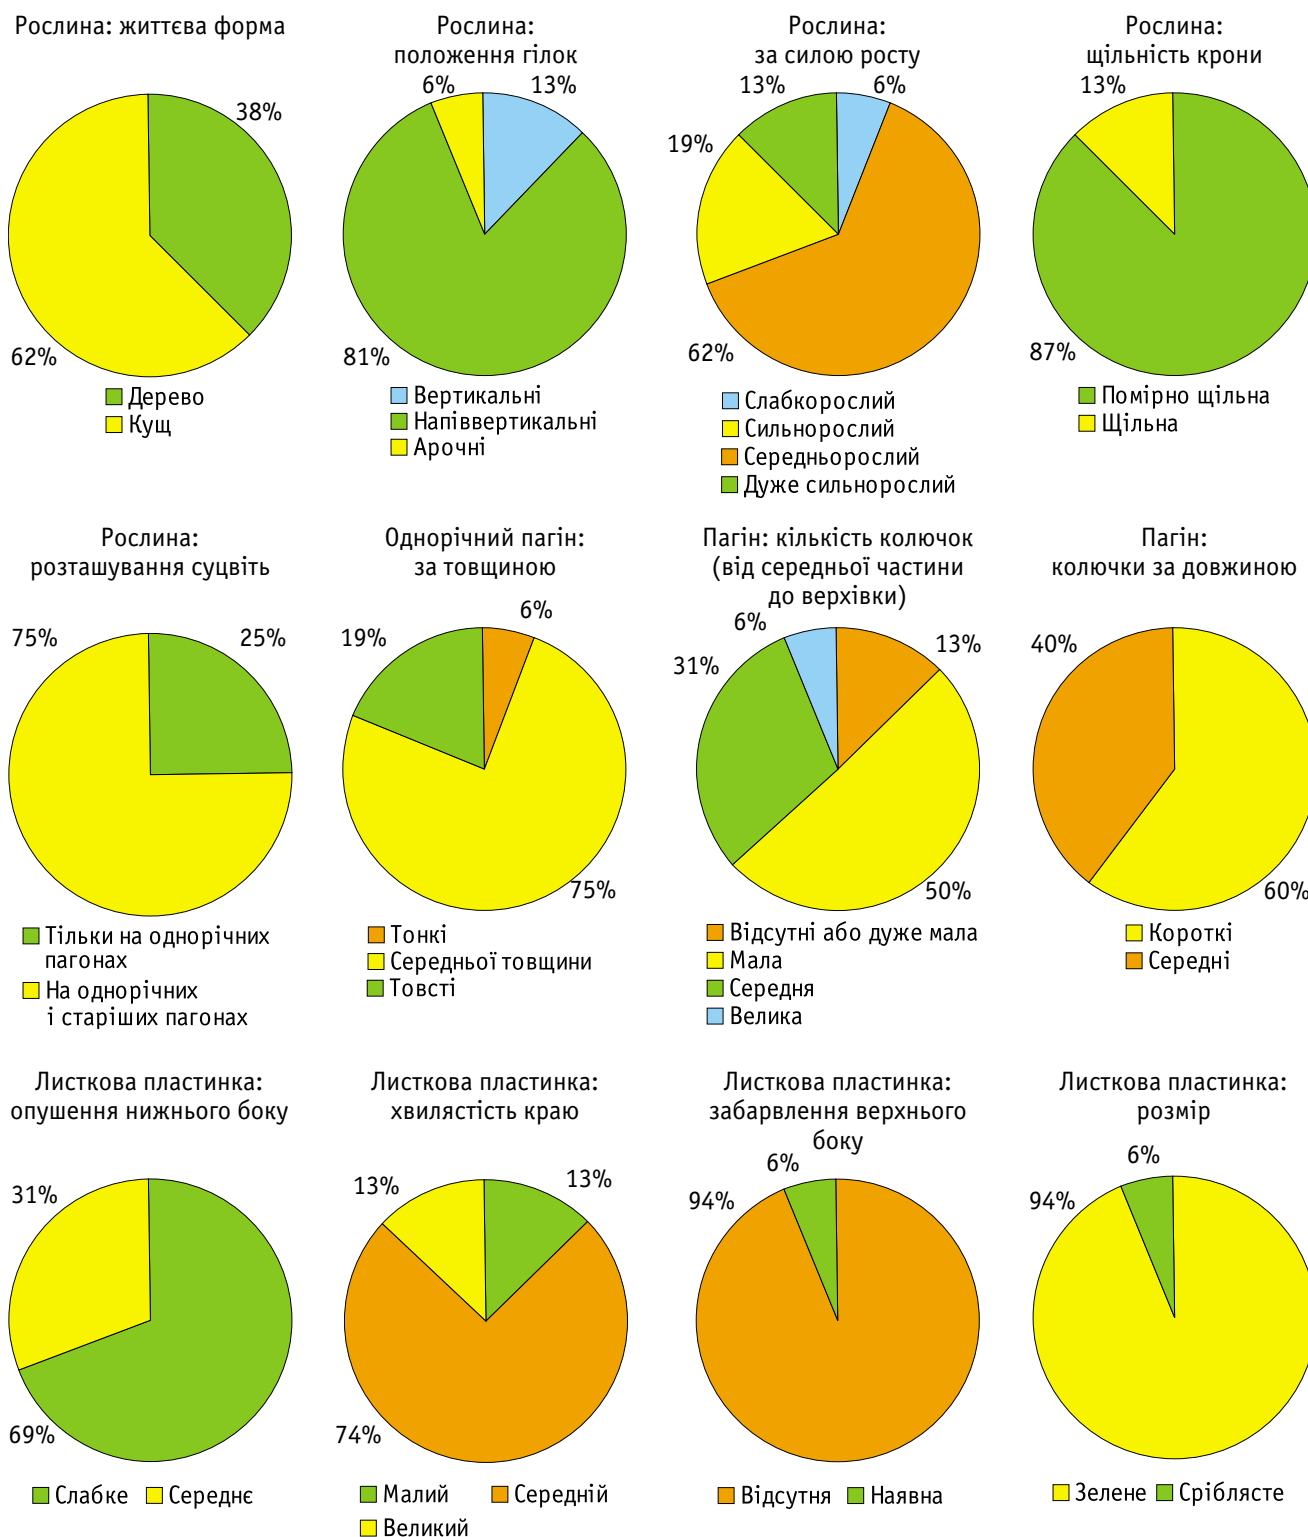 Рослина: життєва форма
38%
62%
Дерево
Кущ
Рослина:
положення гілок
6%
13%
81%
Вертикальні
Напіввертикальні
Арочні
Рослина:
за силою росту
13%
6%
19%
62%
Слабкорослий
Сильнорослий
Середньорослий
Дуже сильнорослий
Рослина:
щільність крони
13%
87%
Помірно щільна
Щільна
Рослина:
розташування суцвіть
75%
25%
Тільки на однорічних
пагонах
На однорічних
і старіших пагонах
Однорічний пагін:
за товщиною
6%
19%
75%
Тонкі
Середньої товщини
Товсті
Пагін: кількість колючок
(від середньої частини
до верхівки)
6%
13%
31%
50%
Відсутні або дуже мала
Мала
Середня
Велика
Пагін:
колючки за довжиною
40%
60%
Короткі
Середні
Листкова пластинка:
опушення нижнього боку
31%
69%
Слабке
Середнє
Листкова пластинка:
хвилястість краю
13%
13%
74%
Малий
Середній
Великий
Листкова пластинка:
забарвлення верхнього
боку
6%
94%
Відсутня
Наявна
Листкова пластинка:
розмір
6%
94%
Зелене
Сріблясте